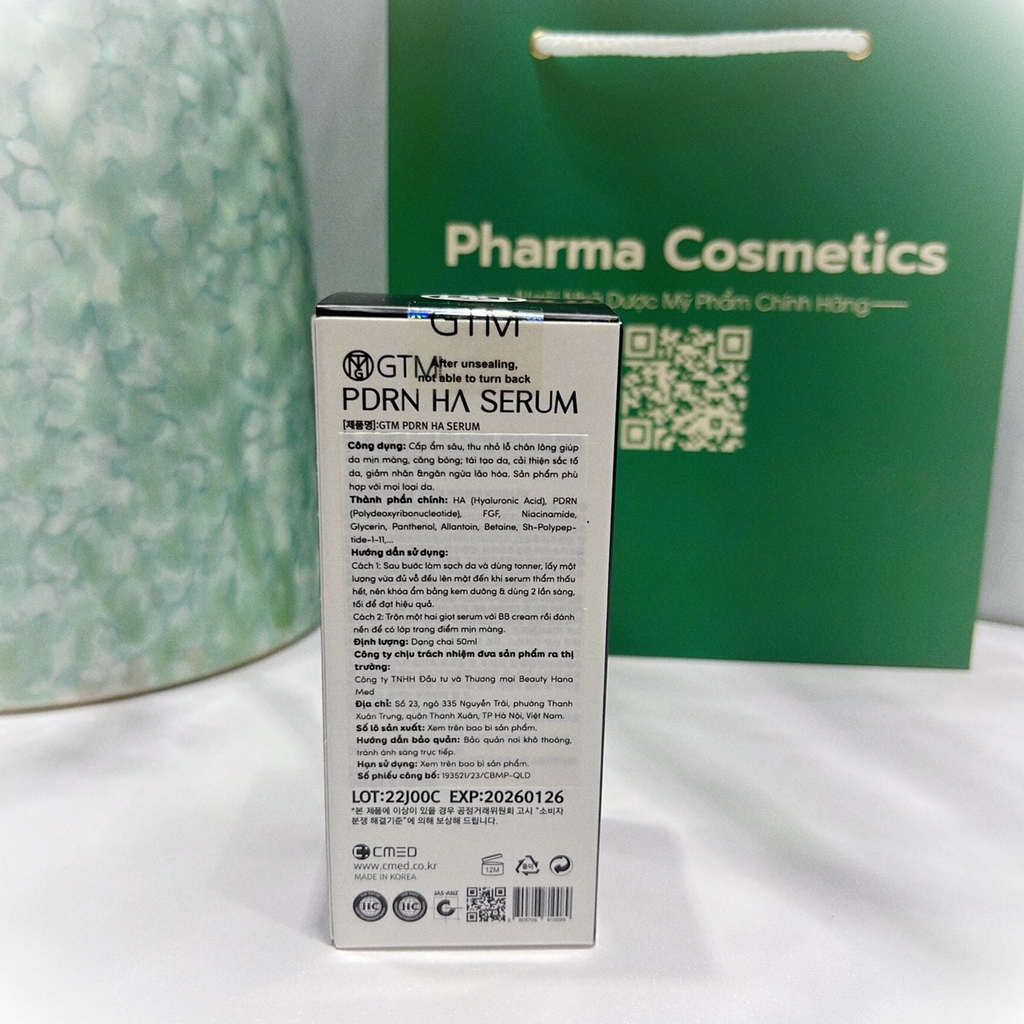 Pharma Cosmetics
Dược Mỹ Phẩm Chính Hãng
GTM
GTM
After unsealing,
not able to turn back
PDRN HA SERUM
[제품명]:GTM PDRN HA SERUM
Công dụng: Cấp ẩm sâu, thu nhỏ lỗ chân lông giúp
da mịn màng, căng bóng; tái tạo da, cải thiện sắc tố
da, giảm nhăn &ngăn ngừa lão hóa. Sản phẩm phù
hợp với mọi loại da.
Thành phần chính: HA (Hyaluronic Acid), PDRN
(Polydeoxyribonucleotide), FGF, Niacinamide,
Glycerin, Panthenol, Allantoin, Betaine, Sh-Polypep-
tide-1-11,...
Hướng dẫn sử dụng:
Cách 1: Sau bước làm sạch da và dùng tonner, lấy một
lượng vừa đủ vỗ đều lên mặt đến khi serum thẩm thấu
hết, nên khóa ẩm bằng kem dưỡng & dùng 2 lần sáng,
tối để đạt hiệu quả.
Cách 2: Trộn một hai giọt serum với BB cream rồi đánh
nền để có lớp trang điểm mịn màng.
Định lượng: Dạng chai 50ml
Công ty chịu trách nhiệm đưa sản phẩm ra thị
trường:
Công ty TNHH Đầu tư và Thương mại Beauty Hana
Med
Địa chỉ: Số 23, ngõ 335 Nguyễn Trãi, phường Thanh
Xuân Trung, quận Thanh Xuân, TP Hà Nội, Việt Nam.
Số lô sản xuất: Xem trên bao bì sản phẩm.
Hướng dẫn bảo quản: Bảo quản nơi khô thoáng,
tránh ánh sáng trực tiếp.
Hạn sử dụng: Xem trên bao bì sản phẩm.
Số phiếu công bố: 193521/23/CBMP-QLD
LOT:22J00C EXP:20260126
*본 제품에 이상이 있을 경우 공정거래위원회 고시 "소비자
분쟁 해결기준"에 의해 보상해 드립니다.
CMED
www.cmed.co.kr
MADE IN KOREA
12M
JAS-ANZ